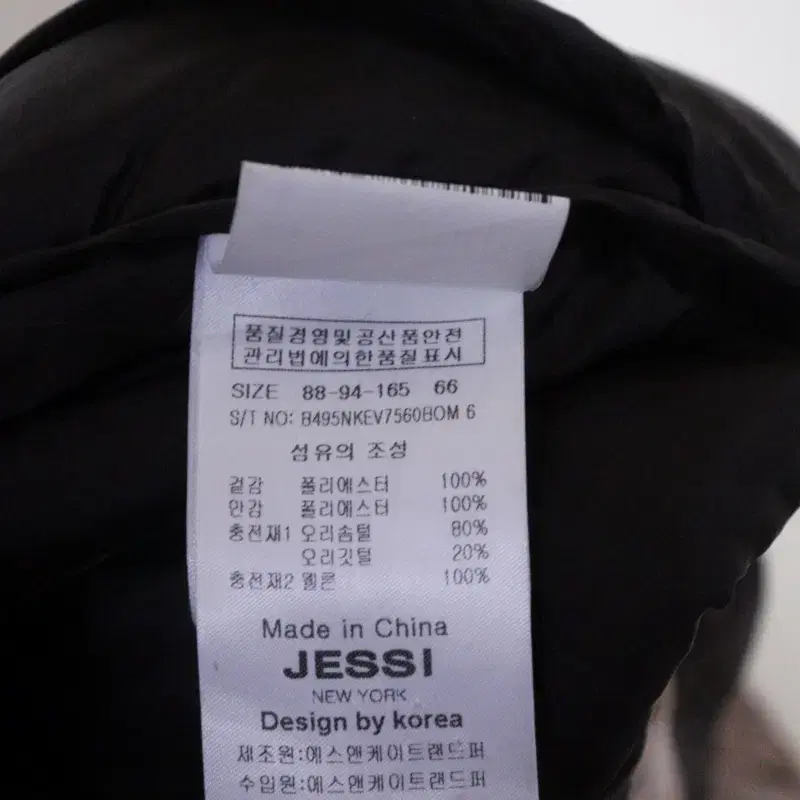 품질경영및공산품안전
관리법에의한품질표시
SIZE 88-94-165 66
S/T NO: B495NKEV7560BOM 6
섬유의 조성
겉감 폴리에스터 100%
안감 폴리에스터 100%
충전재1 오리솜털 80%
오리깃털 20%
충전재2 웰론 100%
Made in China
JESSI
NEW YORK
Design by korea
제조원:에스앤케이트랜드퍼
수입원:에스앤케이트랜드퍼